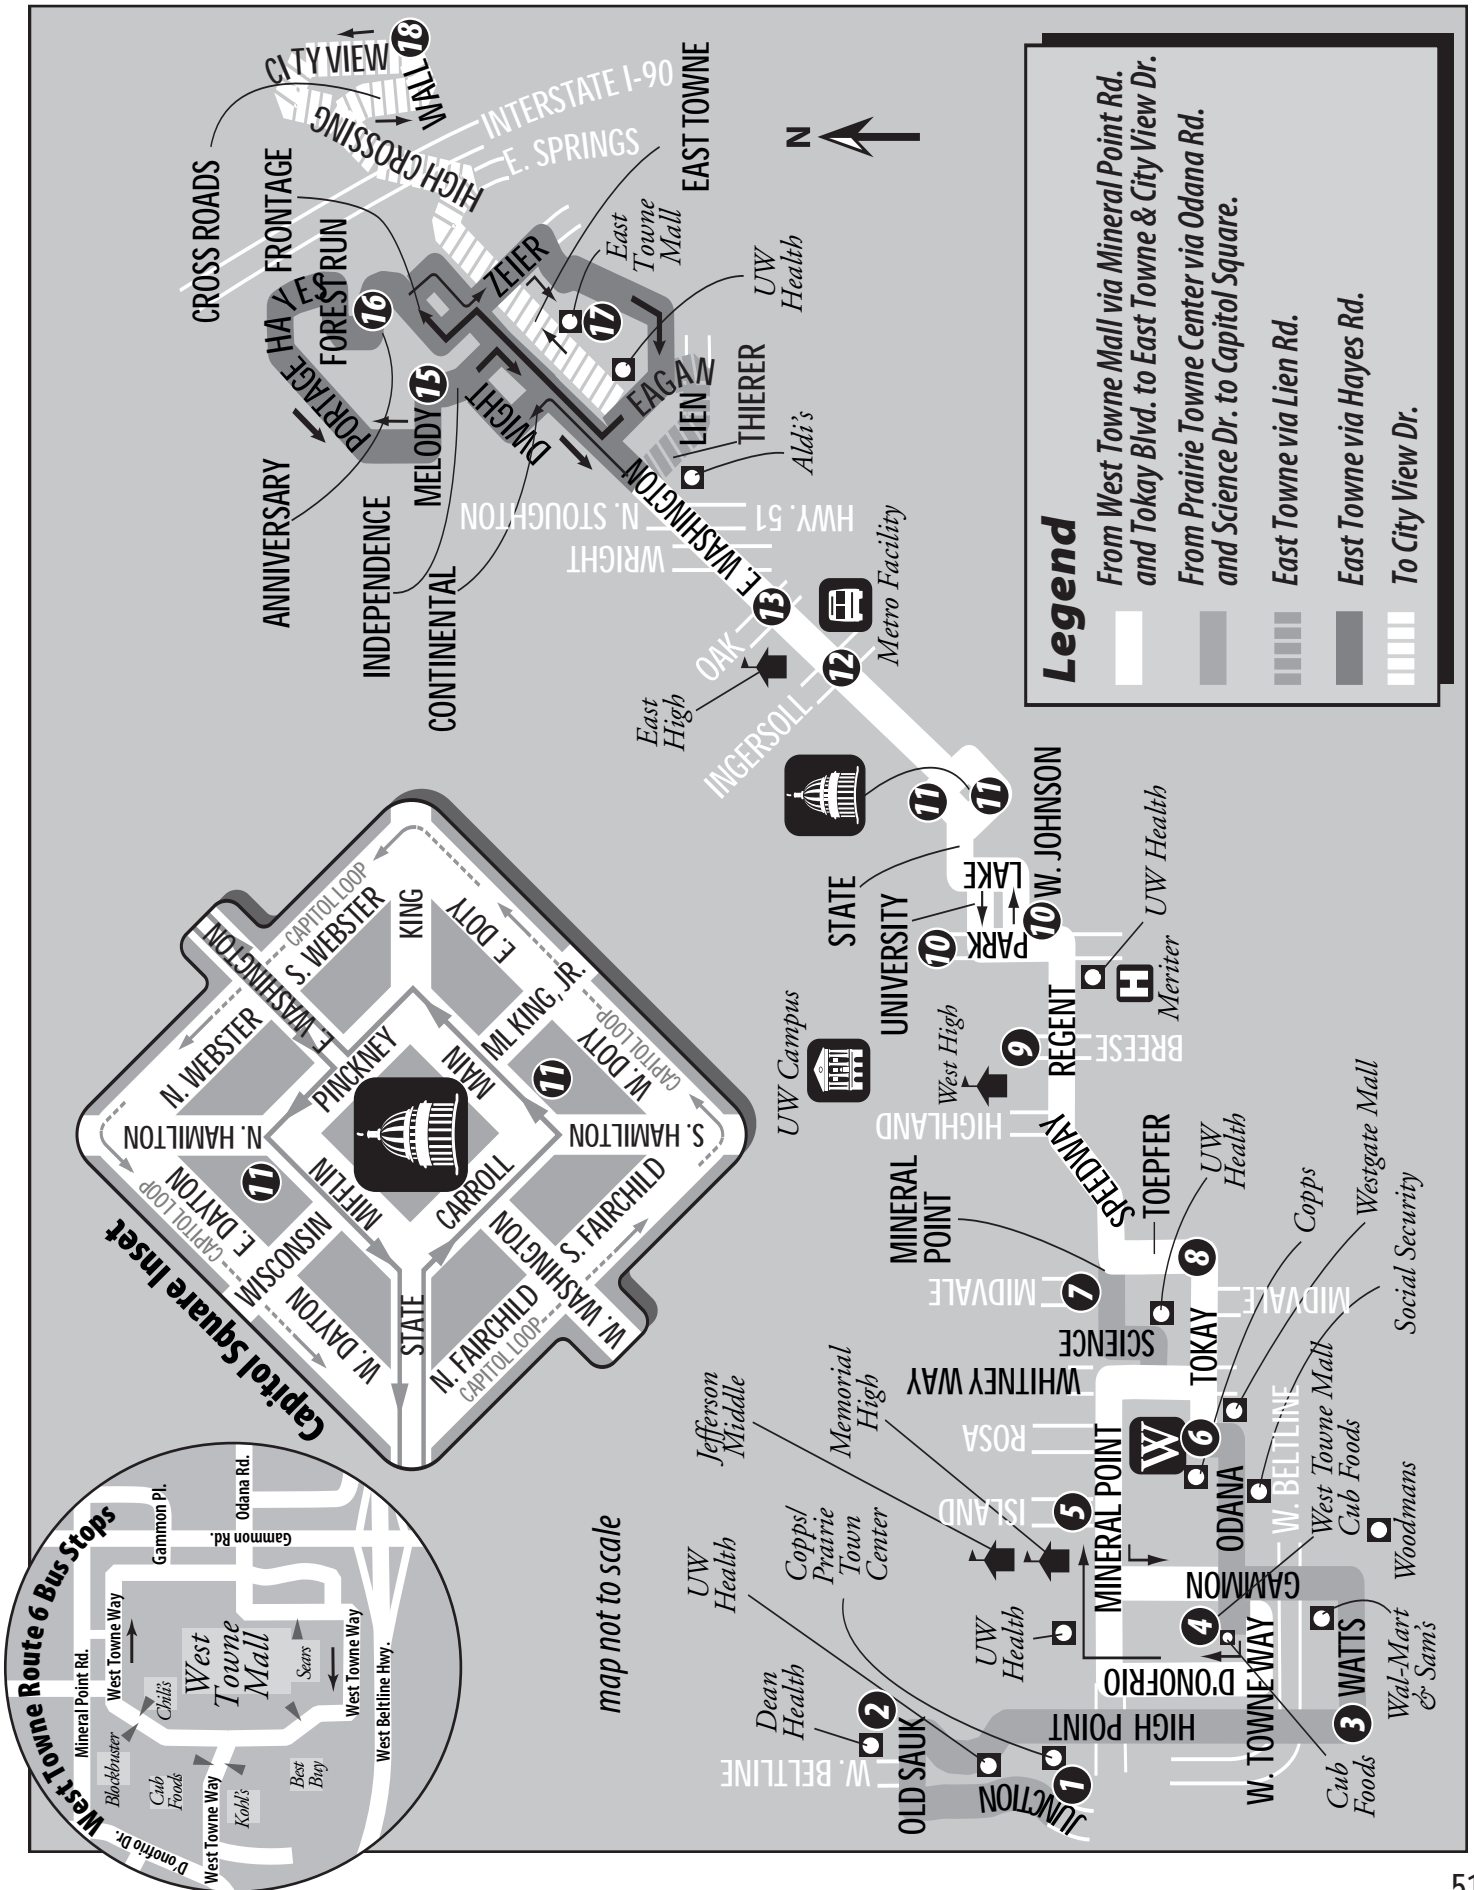 West Towne Route 6 Bus Stops
Mineral Point Rd.
West Towne Way
Gammon Pl.
Odana Rd.
Gammon Rd.
Blockbuster
Chili's
West
Towne
Mall
Sears
Cub
Foods
Kohl's
Best
Buy
West Towne Way
West Towne Way
West Beltline Hwy.
D'onofrio Dr.
Capitol Square Inset
CAPITOL LOOP
E. DAYTON
N. HAMILTON
N. WEBSTER
E. WASHINGTON
CAPITOL LOOP
S. WEBSTER
WISCONSIN
11
MIFFLIN
PINCKNEY
W. DAYTON
STATE
KING
CARROLL
MAIN
N. FAIRCHILD
CAPITOL LOOP
W. WASHINGTON
S. FAIRCHILD
S. HAMILTON
11
ML KING, JR.
E. DOTY
W. DOTY
CAPITOL LOOP
map not to scale
CROSS ROADS
FRONTAGE
FOREST RUN
HAYES
PORTAGE
ANNIVERSARY
INDEPENDENCE
CONTINENTAL
MELODY
15
16
DWIGHT
ZEIER
HIGH CROSSING
CITY VIEW
WALL
18
INTERSTATE I-90
E. SPRINGS
EAST TOWNE
East
Towne
Mall
17
UW
Health
EAGAN
LIEN
THIERER
Aldi's
N. STOUGHTON
HWY. 51
WRIGHT
E. WASHINGTON
N
13
OAK
East
High
12
INGERSOLL
Metro Facility
11
11
STATE
UNIVERSITY
LAKE
W. JOHNSON
PARK
10
10
UW Campus
UW Health
H
Meriter
REGENT
BREESE
9
West High
HIGHLAND
SPEEDWAY
MINERAL
POINT
TOEPFER
UW
Health
8
7
MIDVALE
MIDVALE
SCIENCE
TOKAY
WHITNEY WAY
Copps
Westgate Mall
Social Security
W
6
ROSA
ISLAND
5
Jefferson
Middle
Memorial
High
MINERAL POINT
ODANA
W. BELTLINE
West Towne Mall
Cub Foods
Woodmans
GAMMON
4
UW
Health
D'ONOFRIO
W. TOWNE WAY
WATTS
Wal-Mart
& Sam's
3
HIGH POINT
Cub
Foods
UW
Health
Copps/
Prairie
Town
Center
Dean
Health
2
OLD SAUK
W. BELTLINE
JUNCTION
1
Legend
From West Towne Mall via Mineral Point Rd.
and Tokay Blvd. to East Towne & City View Dr.
From Prairie Towne Center via Odana Rd.
and Science Dr. to Capitol Square.
East Towne via Lien Rd.
East Towne via Hayes Rd.
To City View Dr.
51